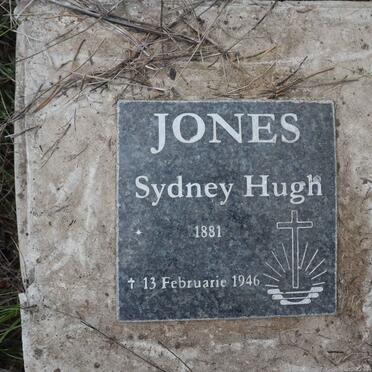 JONES
Sydney Hugh
* 1881
† 13 Februarie 1946